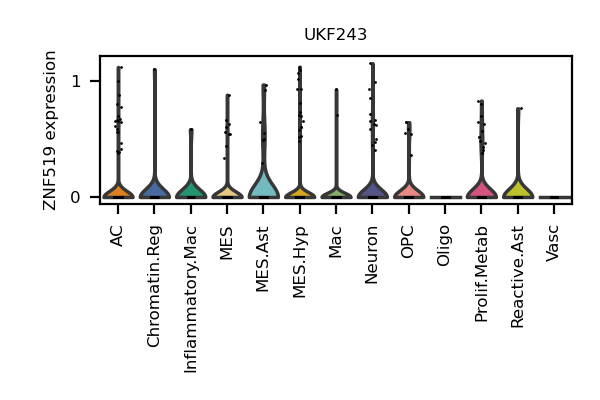 UKF243
ZNF519 expression
1
0
AC
Chromatin.Reg
Inflammatory.Mac
MES
MES.Ast
MES.Hyp
Mac
Neuron
OPC
Oligo
Prolif.Metab
Reactive.Ast
Vasc